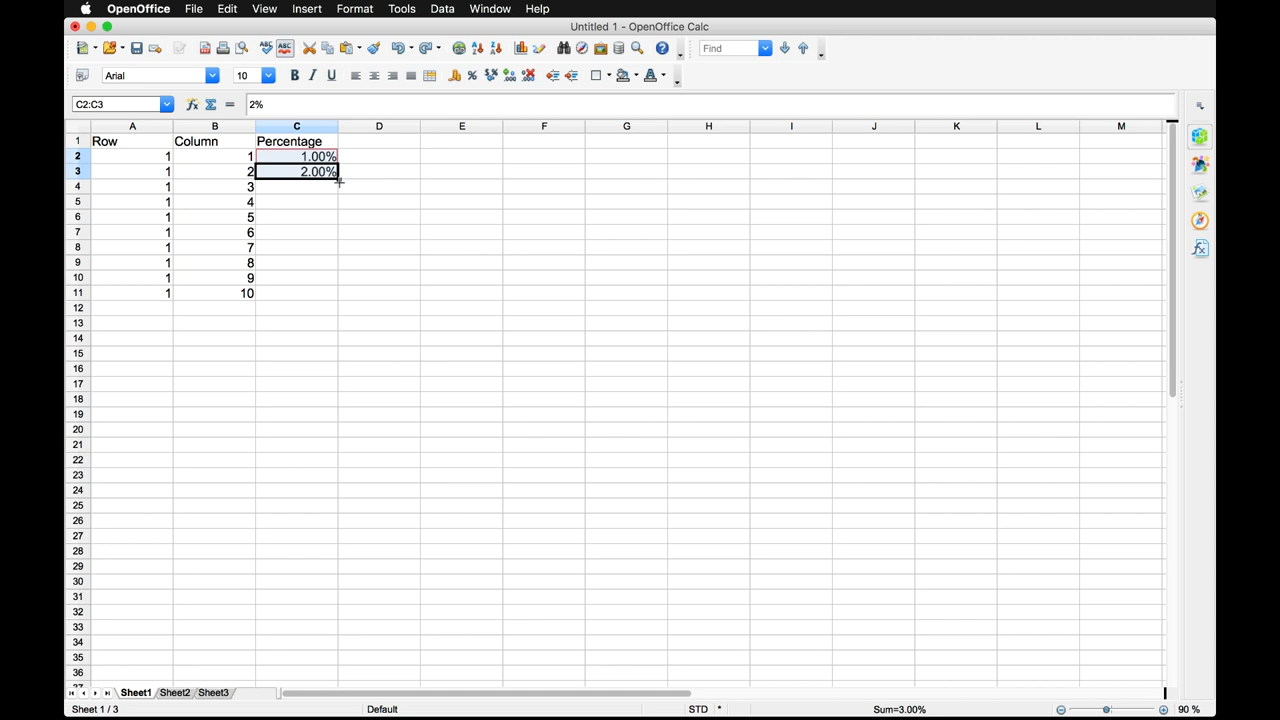 OpenOffice File Edit View Insert Format Tools Data Window Help
Untitled 1 - OpenOffice Calc
Find
Arial 10
C2:C3 2%
A B C D E F G H I J K L M
1 Row Column Percentage
2 1 1 1.00%
3 1 2 2.00%
4 1 3
5 1 4
6 1 5
7 1 6
8 1 7
9 1 8
10 1 9
11 1 10
12
13
14
15
16
17
18
19
20
21
22
23
24
25
26
27
28
29
30
31
32
33
34
35
36
37
Sheet1 Sheet2 Sheet3
Sheet 1 / 3 Default STD * Sum=3.00% 90 %